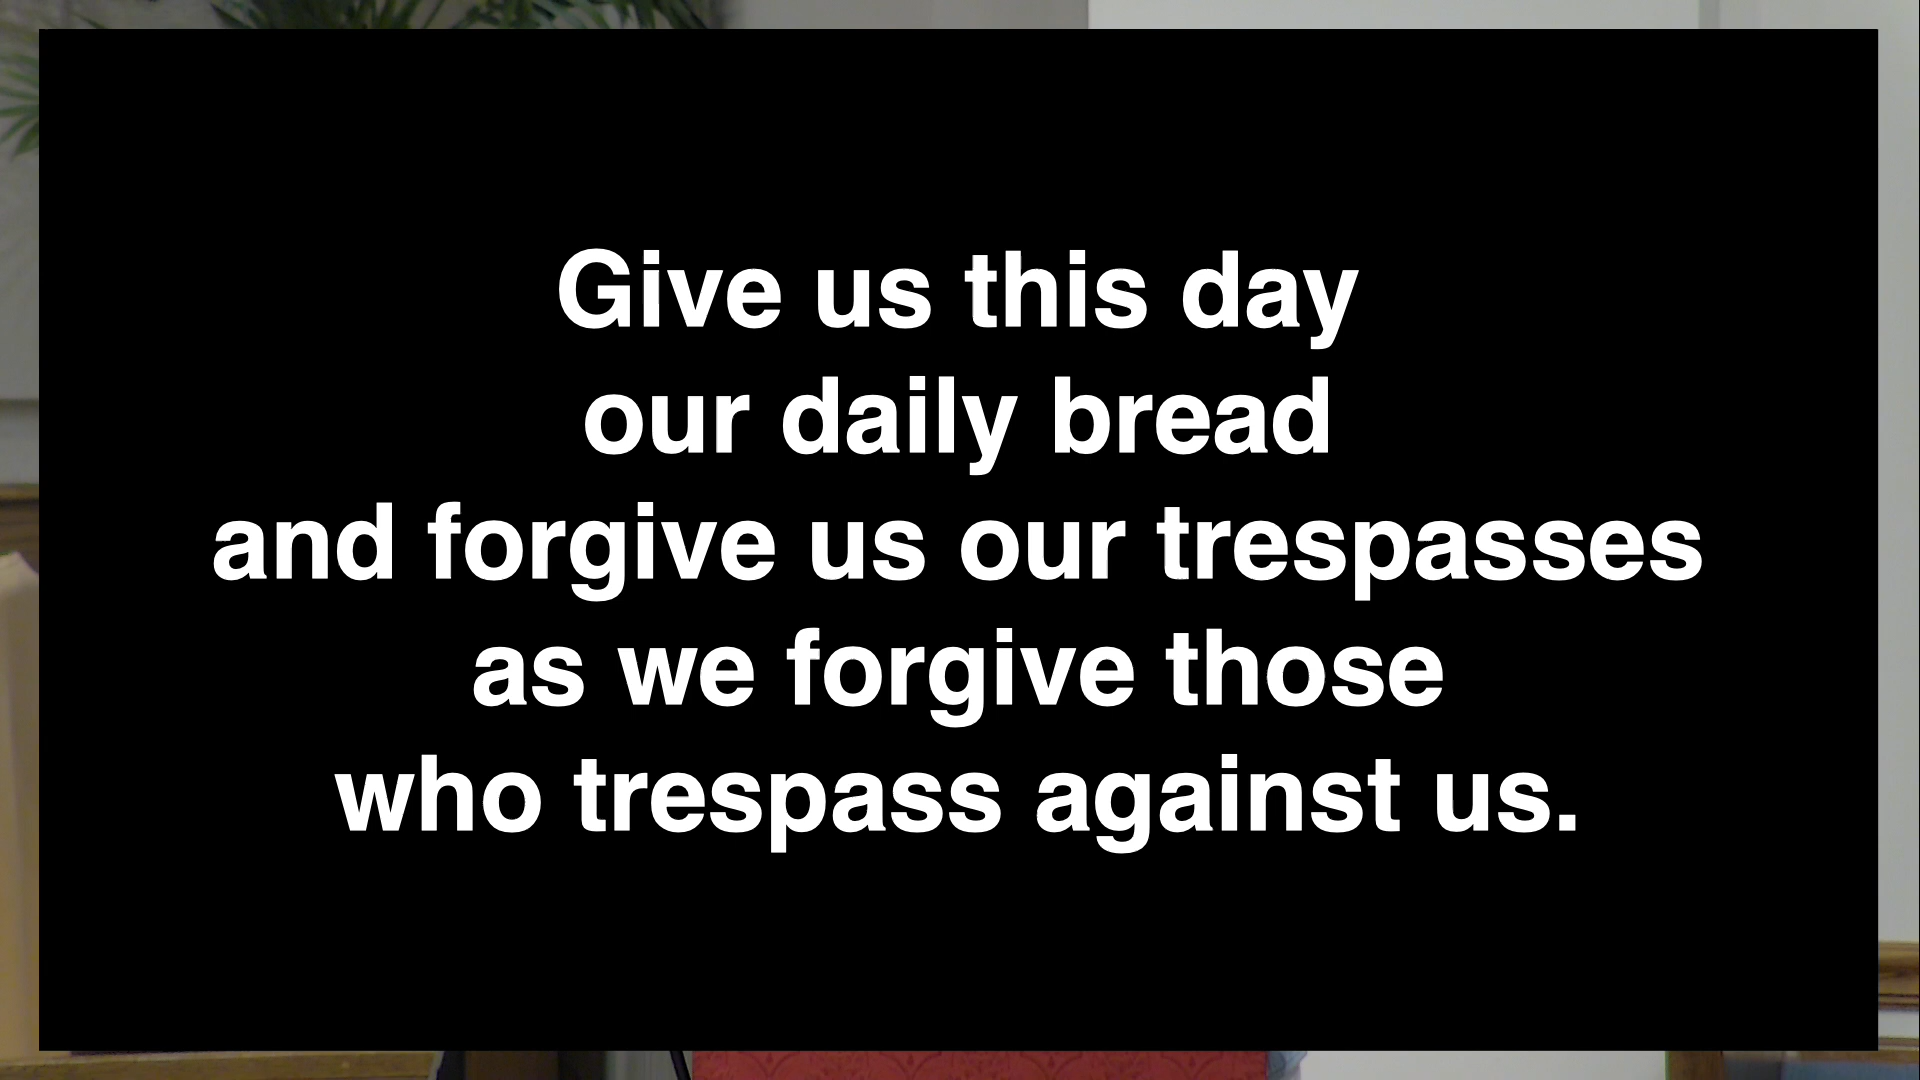 Give us this day
our daily bread
and forgive us our trespasses
as we forgive those
who trespass against us.